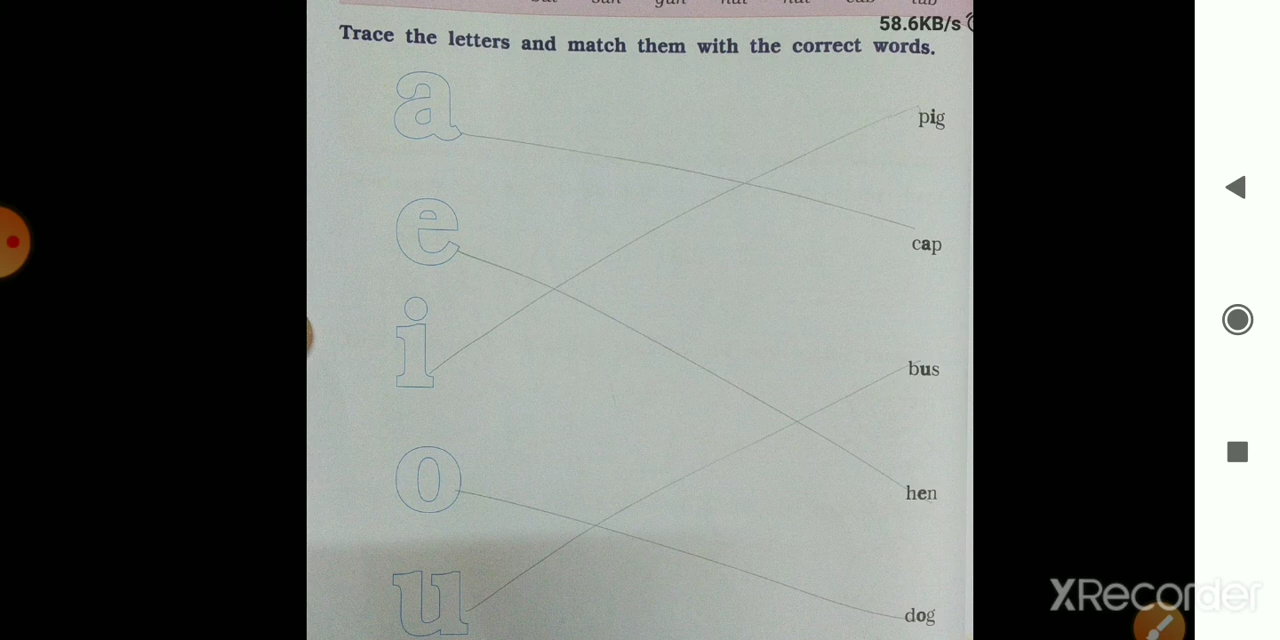 58.6KB/s
Trace the letters and match them with the correct words.
a
pig
e
cap
i
bus
o
hen
u
dog
XRecorder